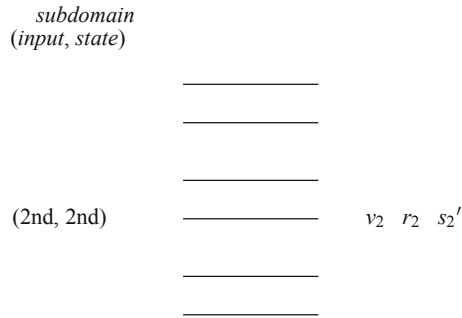 subdomain
(input, state)
(2nd, 2nd) v₂ r₂ s₂′